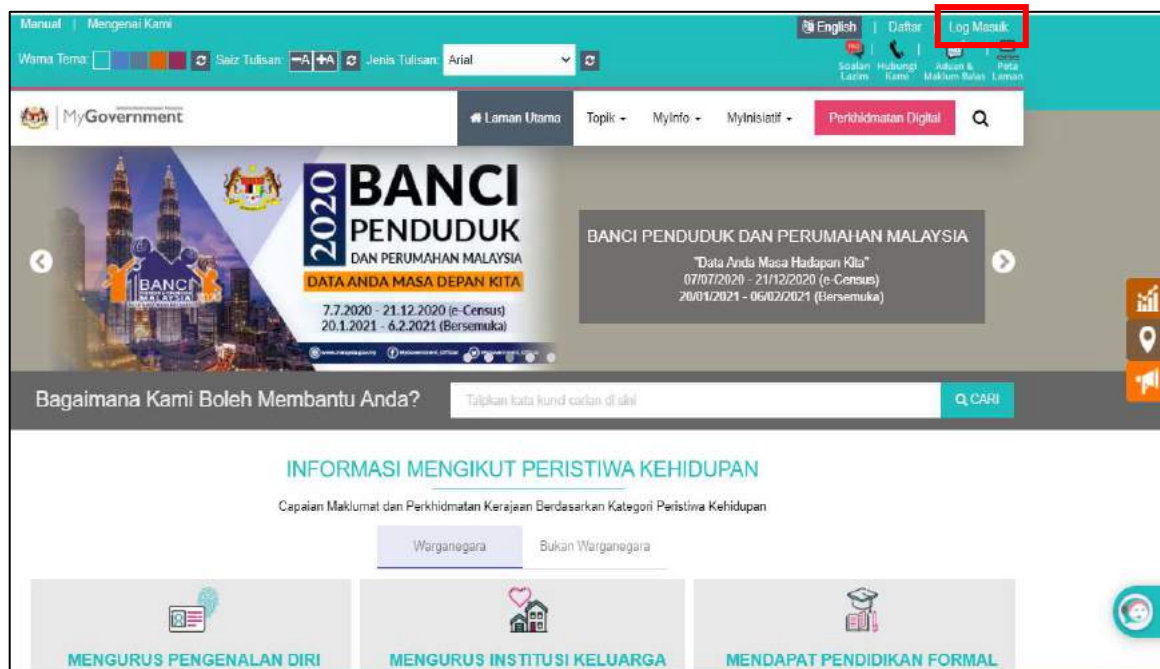 Manual | Mengenai Kami
English | Daftar | Log Masuk
Warna Tema: Saiz Tulisan: -A +A Jenis Tulisan: Arial
Soalan Lazim
Hubungi Kami
Aduan & Maklum Balas
Peta Laman
MyGovernment
Laman Utama Topik MyInfo MyInisiatif Perkhidmatan Digital
2020 BANCI
PENDUDUK
DAN PERUMAHAN MALAYSIA
DATA ANDA MASA DEPAN KITA
7.7.2020 - 21.12.2020 (e-Census)
20.1.2021 - 6.2.2021 (Bersemuka)
BANCI
MALAYSIA
BANCI PENDUDUK DAN PERUMAHAN MALAYSIA
"Data Anda Masa Hadapan Kita"
07/07/2020 - 21/12/2020 (e-Census)
20/01/2021 - 06/02/2021 (Bersemuka)
Bagaimana Kami Boleh Membantu Anda?
Taipkan kata kunci carian di sini
CARI
INFORMASI MENGIKUT PERISTIWA KEHIDUPAN
Capaian Maklumat dan Perkhidmatan Kerajaan Berdasarkan Kategori Peristiwa Kehidupan
Warganegara Bukan Warganegara
MENGURUS PENGENALAN DIRI
MENGURUS INSTITUSI KELUARGA
MENDAPAT PENDIDIKAN FORMAL